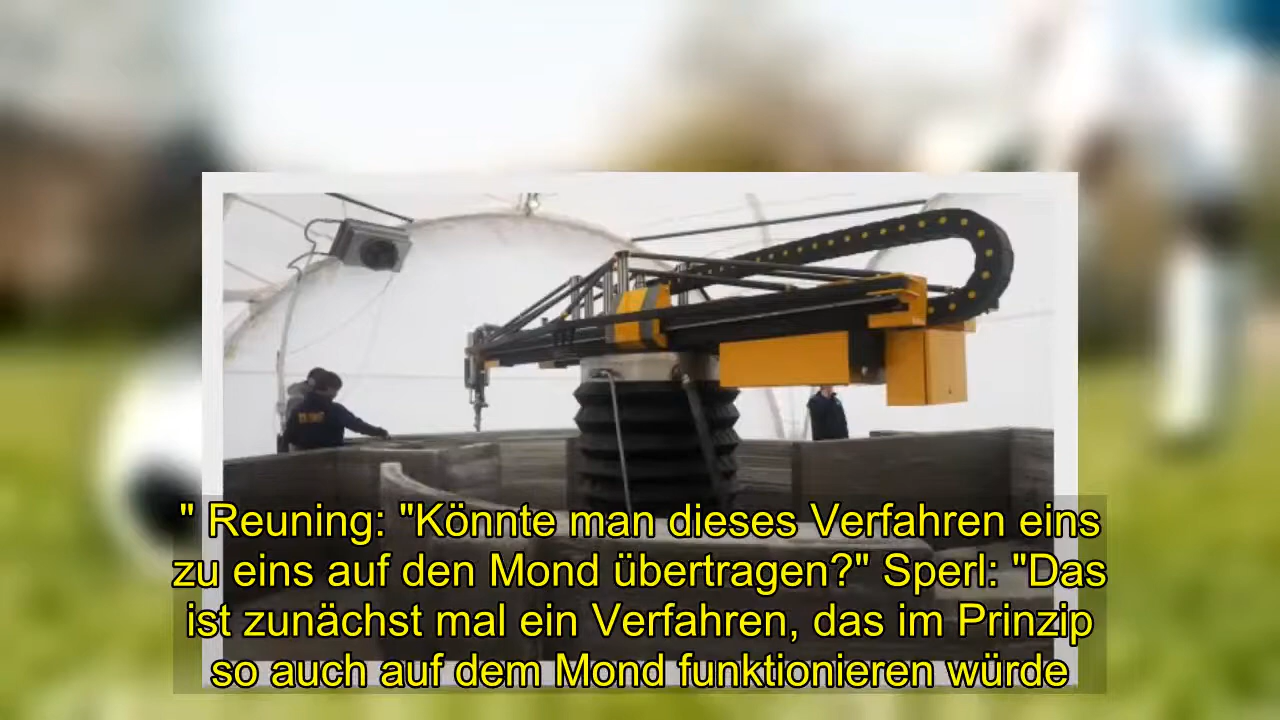 " Reuning: "Könnte man dieses Verfahren eins
zu eins auf den Mond übertragen?" Sperl: "Das
ist zunächst mal ein Verfahren, das im Prinzip
so auch auf dem Mond funktionieren würde